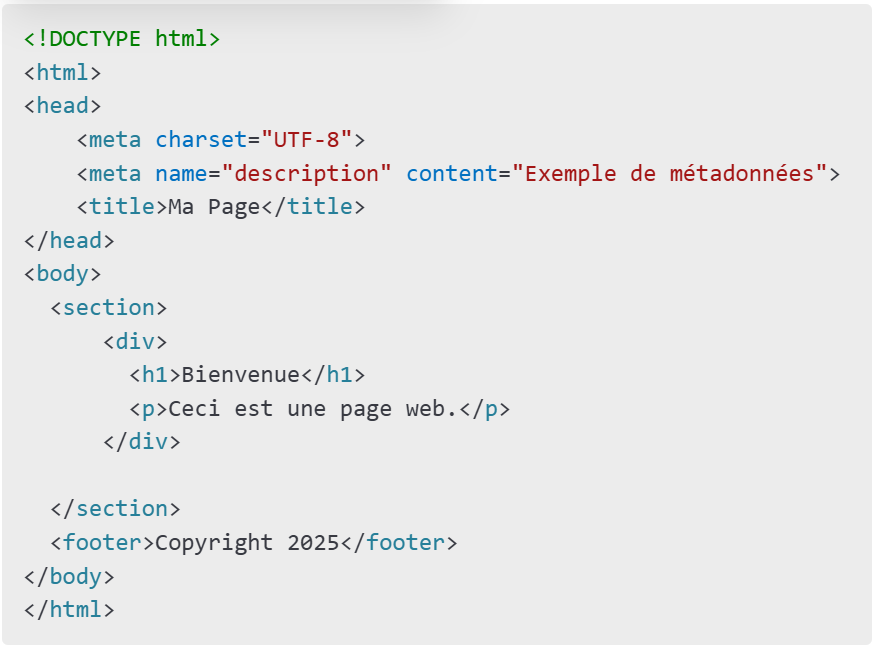 <!DOCTYPE html>
<html>
<head>
    <meta charset="UTF-8">
    <meta name="description" content="Exemple de métadonnées">
    <title>Ma Page</title>
</head>
<body>
  <section>
      <div>
        <h1>Bienvenue</h1>
        <p>Ceci est une page web.</p>
      </div>

  </section>
  <footer>Copyright 2025</footer>
</body>
</html>